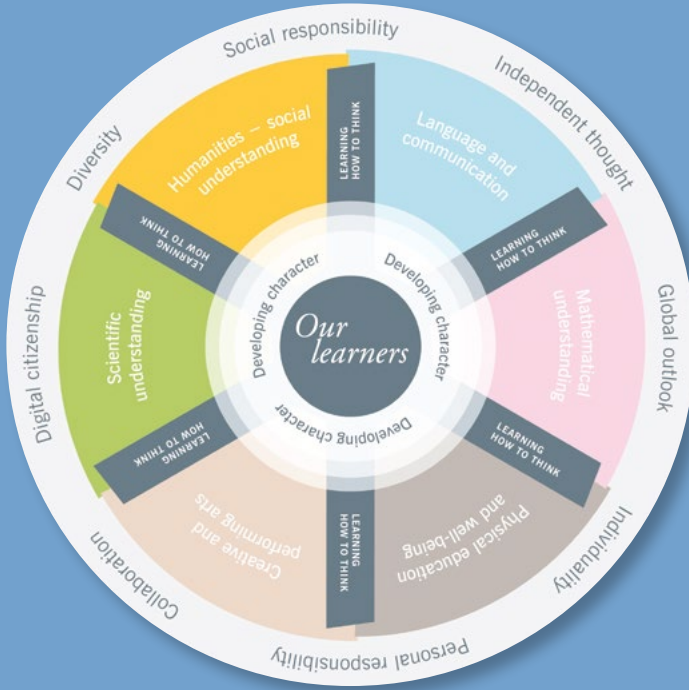 Social responsibility
Independent thought
Global outlook
Individuality
Personal responsibility
Collaboration
Digital citizenship
Diversity
Humanities – social
understanding
LEARNING
HOW TO THINK
Language and
communication
LEARNING
HOW TO THINK
Mathematical
understanding
LEARNING
HOW TO THINK
Physical education
and well-being
LEARNING
HOW TO THINK
Creative and
performing arts
LEARNING
HOW TO THINK
Scientific
understanding
LEARNING
HOW TO THINK
Developing character
Developing character
Developing character
Our
learners